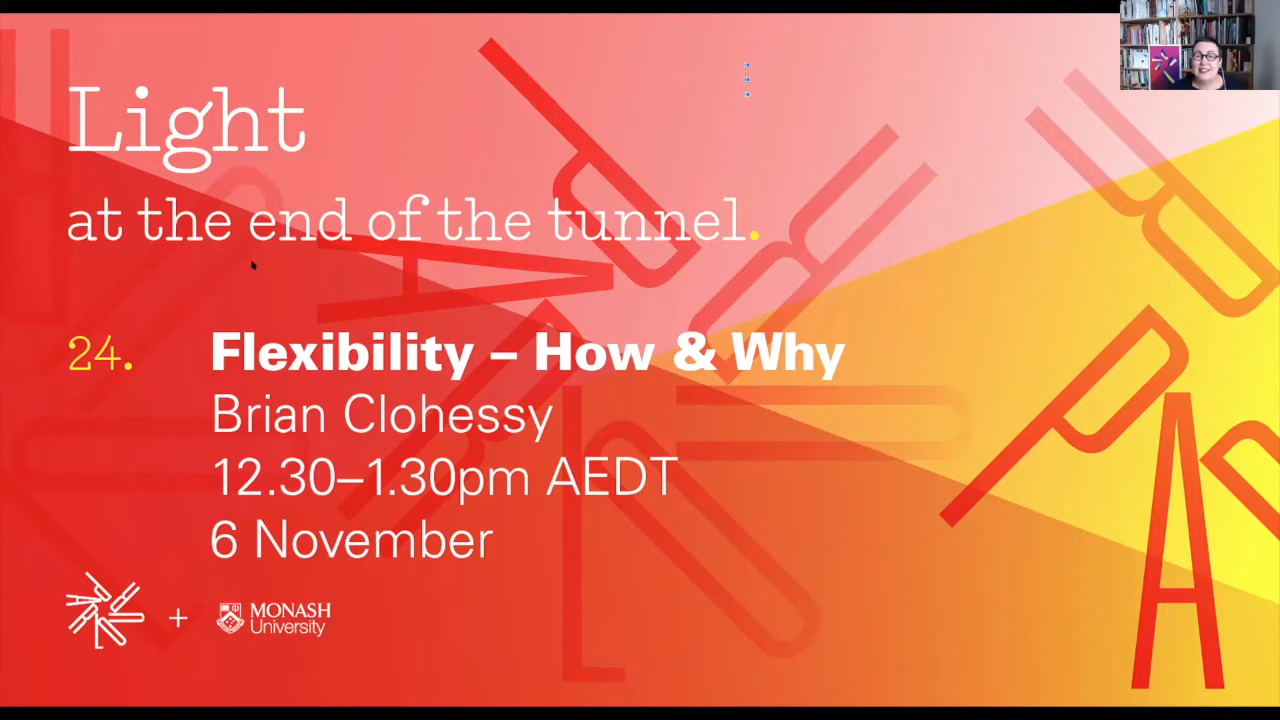 Light
at the end of the tunnel.
24. Flexibility – How & Why
Brian Clohessy
12.30–1.30pm AEDT
6 November
+ MONASH
University